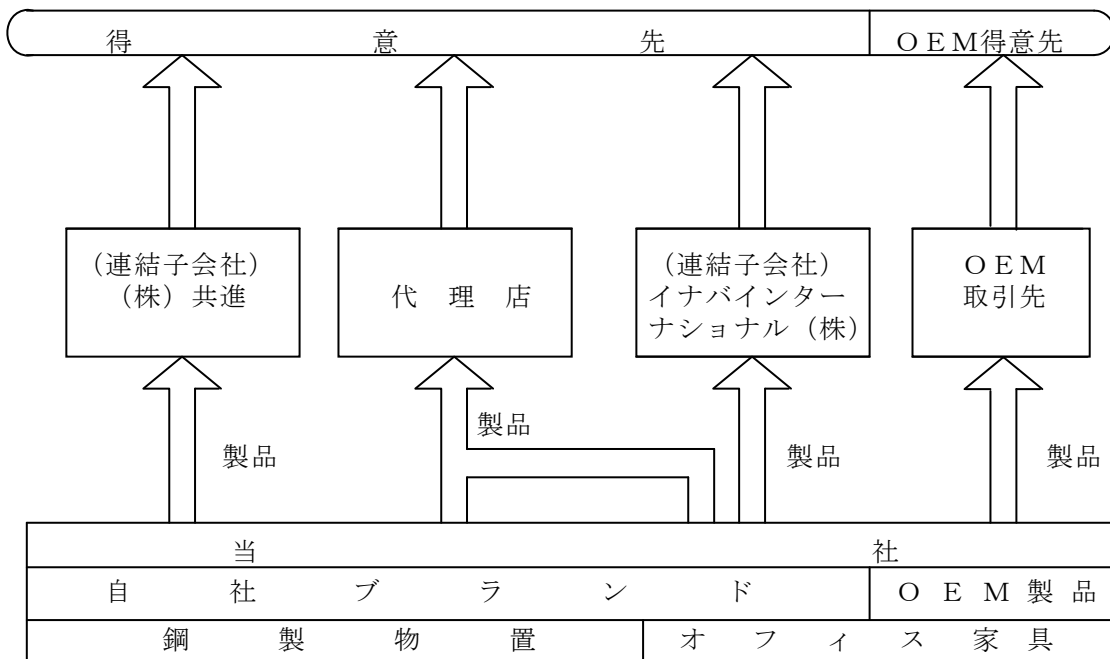 得意先
OEM得意先
(連結子会社)
(株)共進
代理店
(連結子会社)
イナバインター
ナショナル(株)
OEM
取引先
製品
製品
製品
製品
当社
自社ブランド
OEM製品
鋼製物置
オフィス家具